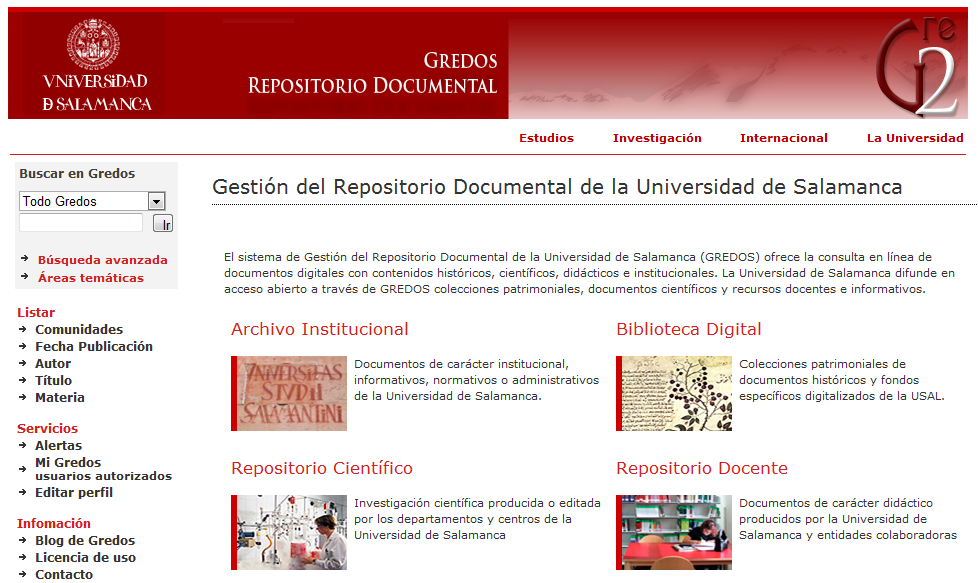 VNiVERSiDAD
D SALAMANCA
GREDOS
REPOSITORIO DOCUMENTAL
Gre
2
Estudios
Investigación
Internacional
La Universidad
Buscar en Gredos
Todo Gredos
Ir
Búsqueda avanzada
Áreas temáticas
Listar
Comunidades
Fecha Publicación
Autor
Título
Materia
Servicios
Alertas
Mi Gredos
usuarios autorizados
Editar perfil
Infomación
Blog de Gredos
Licencia de uso
Contacto
Gestión del Repositorio Documental de la Universidad de Salamanca
El sistema de Gestión del Repositorio Documental de la Universidad de Salamanca (GREDOS) ofrece la consulta en línea de
documentos digitales con contenidos históricos, científicos, didácticos e institucionales. La Universidad de Salamanca difunde en
acceso abierto a través de GREDOS colecciones patrimoniales, documentos científicos y recursos docentes e informativos.
Archivo Institucional
VNIVERSITAS
STVDII
SALAMANTINI
Documentos de carácter institucional,
informativos, normativos o administrativos
de la Universidad de Salamanca.
Biblioteca Digital
Colecciones patrimoniales de
documentos históricos y fondos
específicos digitalizados de la USAL.
Repositorio Científico
Investigación científica producida o editada
por los departamentos y centros de la
Universidad de Salamanca
Repositorio Docente
Documentos de carácter didáctico
producidos por la Universidad de
Salamanca y entidades colaboradoras